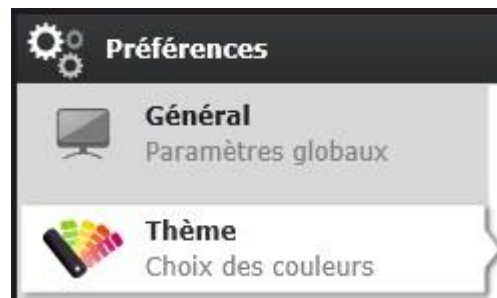 Préférences
Général
Paramètres globaux
Thème
Choix des couleurs